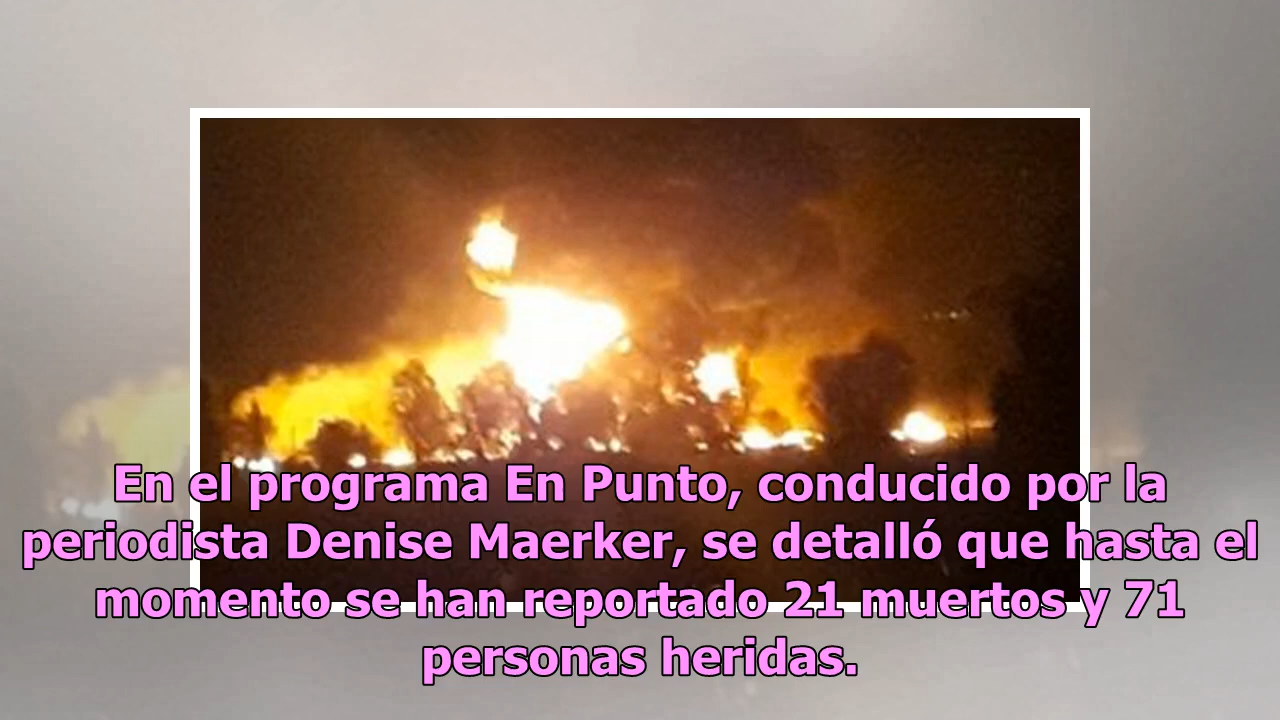 En el programa En Punto, conducido por la
periodista Denise Maerker, se detalló que hasta el
momento se han reportado 21 muertos y 71
personas heridas.